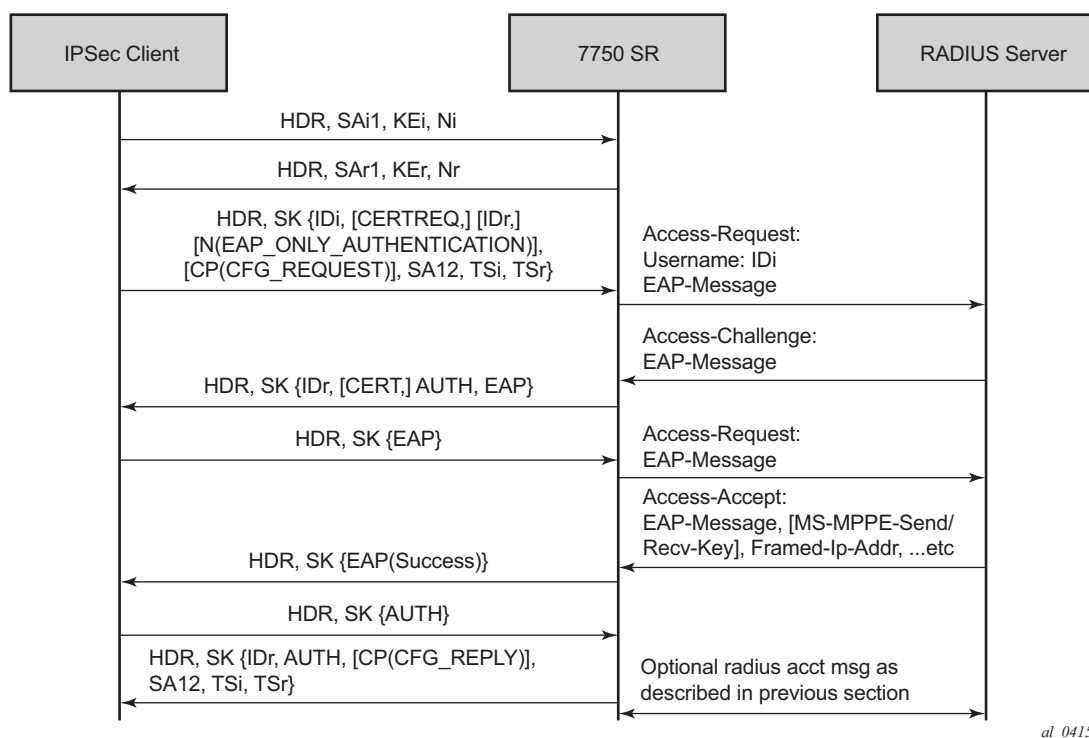 IPSec Client
7750 SR
RADIUS Server
HDR, SAi1, KEi, Ni
HDR, SAr1, KEr, Nr
HDR, SK {IDi, [CERTREQ,] [IDr,]
[N(EAP_ONLY_AUTHENTICATION)],
[CP(CFG_REQUEST)], SA12, TSi, TSr}
Access-Request:
Username: IDi
EAP-Message
Access-Challenge:
EAP-Message
HDR, SK {IDr, [CERT,] AUTH, EAP}
HDR, SK {EAP}
Access-Request:
EAP-Message
Access-Accept:
EAP-Message, [MS-MPPE-Send/
Recv-Key], Framed-Ip-Addr, ...etc
HDR, SK {EAP(Success)}
HDR, SK {AUTH}
HDR, SK {IDr, AUTH, [CP(CFG_REPLY)],
SA12, TSi, TSr}
Optional radius acct msg as
described in previous section
al_0415